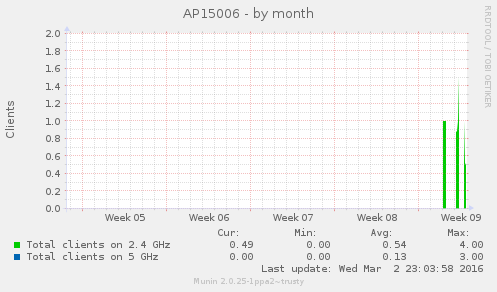 AP15006 - by month
RRDTOOL / TOBI OETIKER
Clients
2.0
1.8
1.6
1.4
1.2
1.0
0.8
0.6
0.4
0.2
0.0
Week 05 Week 06 Week 07 Week 08 Week 09
Cur: Min: Avg: Max:
Total clients on 2.4 GHz 0.49 0.00 0.54 4.00
Total clients on 5 GHz 0.00 0.00 0.13 3.00
Last update: Wed Mar 2 23:03:58 2016
Munin 2.0.25-1ppa2~trusty